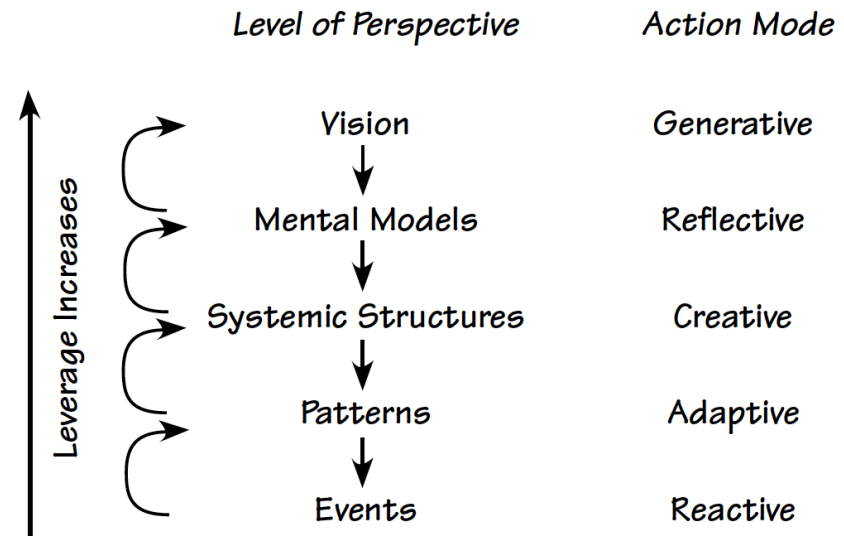 Level of Perspective Action Mode
Vision Generative
Mental Models Reflective
Systemic Structures Creative
Patterns Adaptive
Events Reactive
Leverage Increases